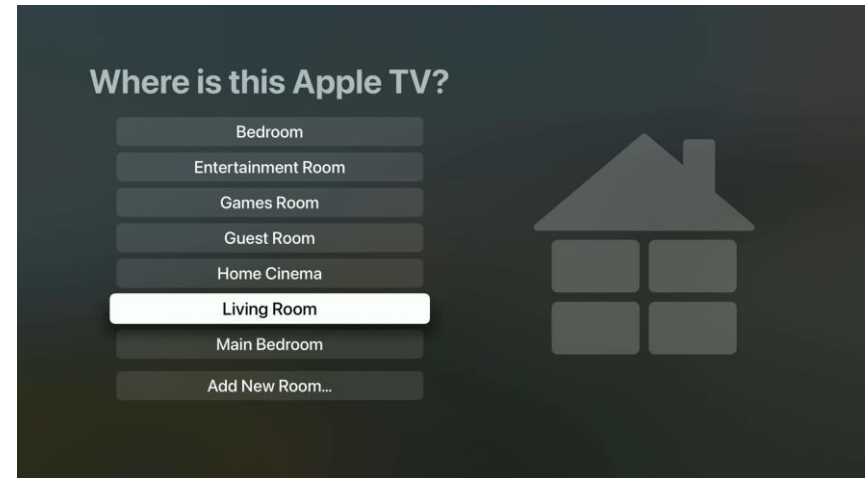 Where is this Apple TV?
Bedroom
Entertainment Room
Games Room
Guest Room
Home Cinema
Living Room
Main Bedroom
Add New Room...